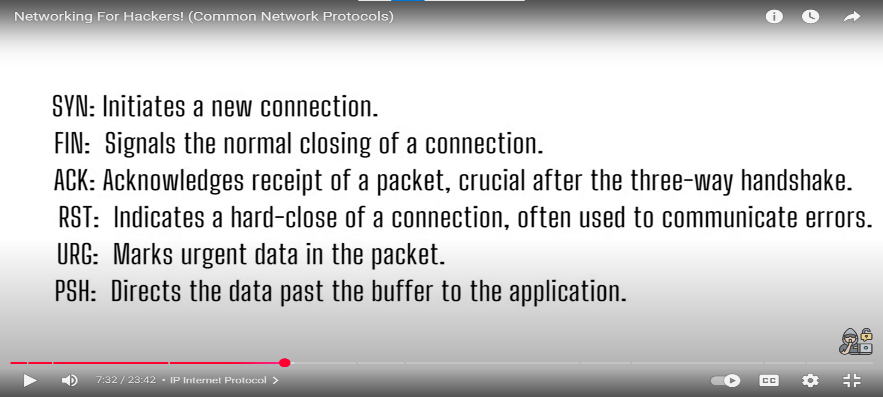 Networking For Hackers! (Common Network Protocols)
SYN: Initiates a new connection.
FIN: Signals the normal closing of a connection.
ACK: Acknowledges receipt of a packet, crucial after the three-way handshake.
RST: Indicates a hard-close of a connection, often used to communicate errors.
URG: Marks urgent data in the packet.
PSH: Directs the data past the buffer to the application.
7:32 / 23:42 • IP Internet Protocol >
CC